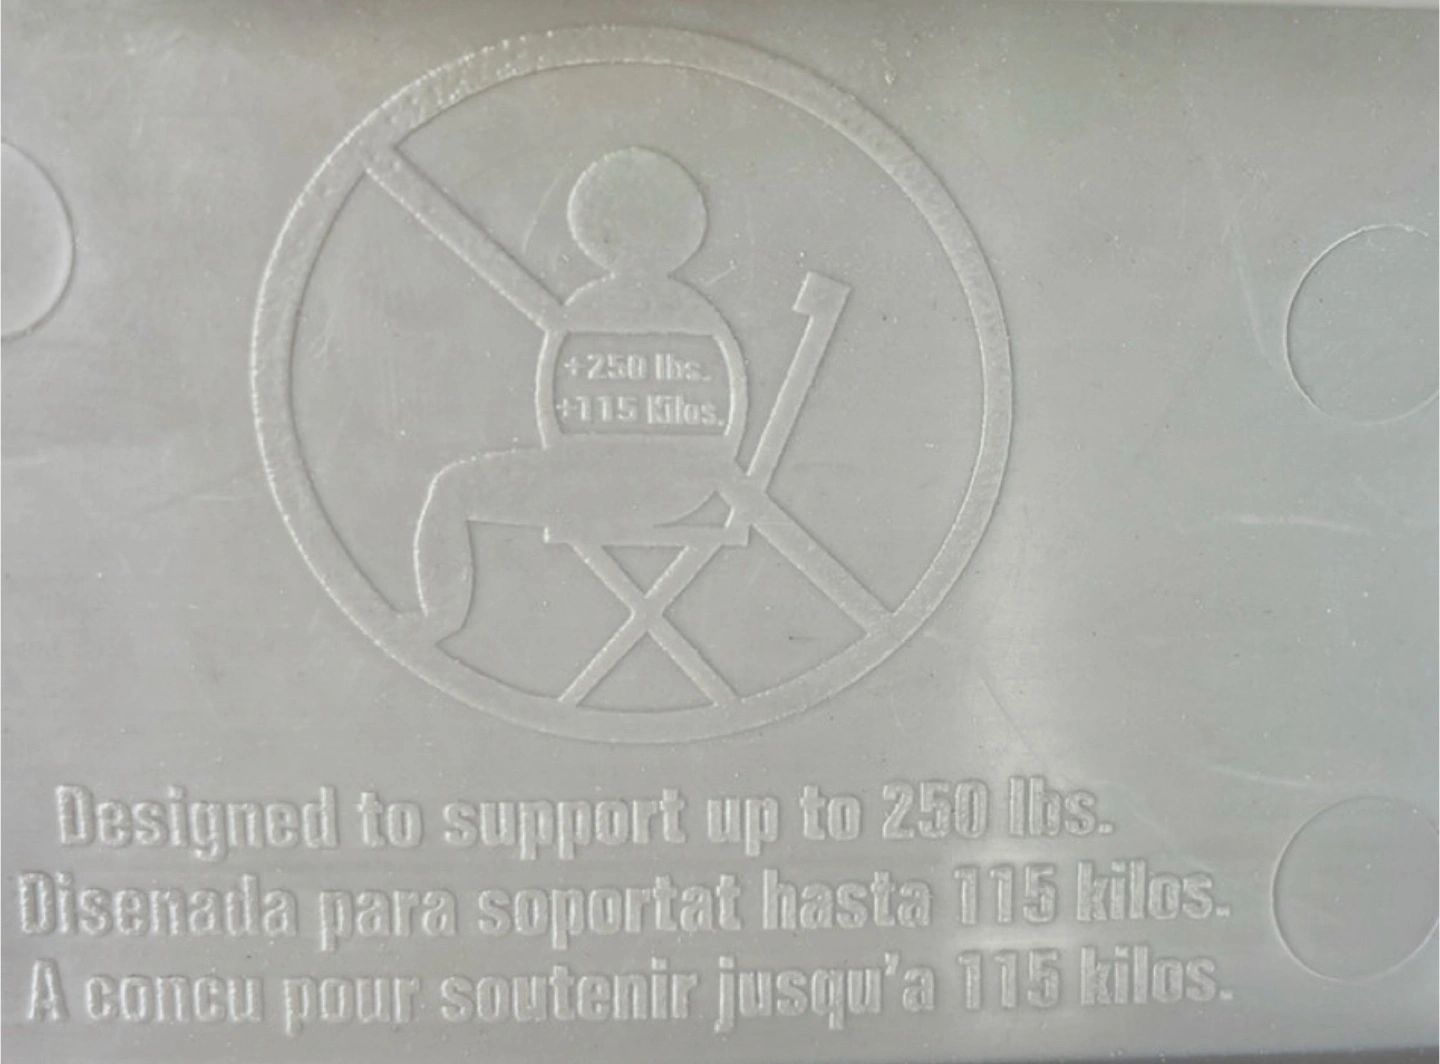 +250 lbs.
+115 Kilos.
Designed to support up to 250 lbs.
Disenada para soportat hasta 115 kilos.
A concu pour soutenir jusqu'a 115 kilos.